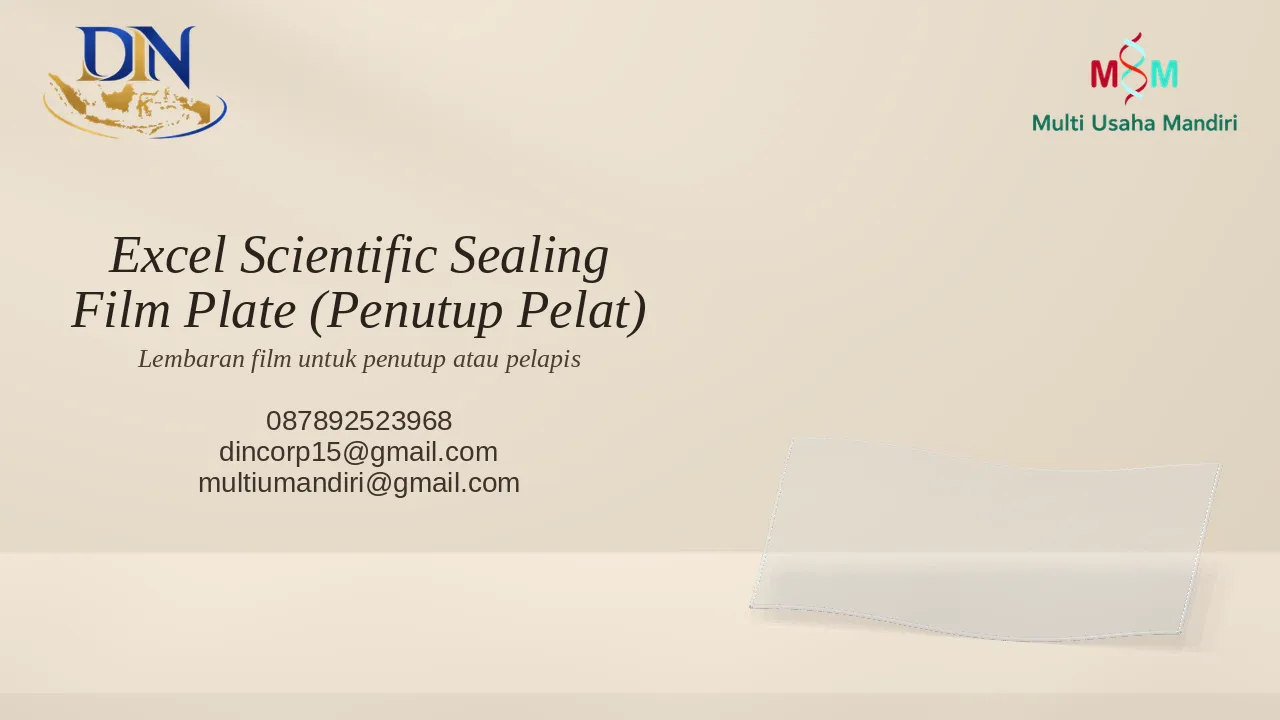 DN
M M
Multi Usaha Mandiri
Excel Scientific Sealing
Film Plate (Penutup Pelat)
Lembaran film untuk penutup atau pelapis
087892523968
dincorp15@gmail.com
multiumandiri@gmail.com